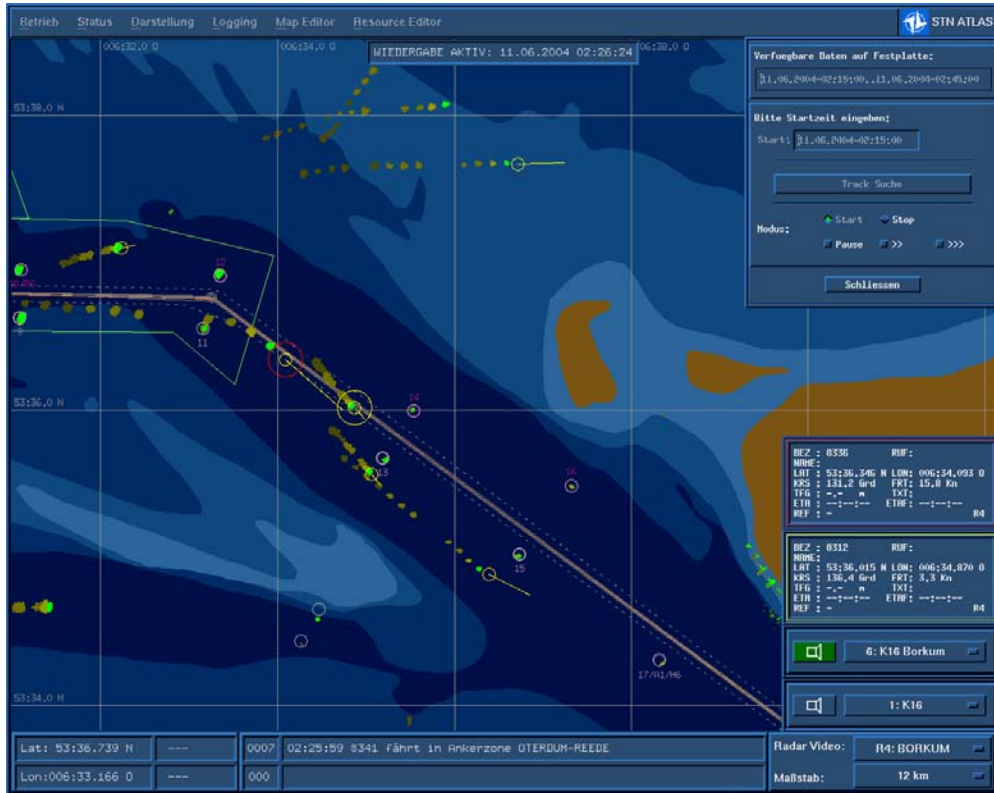 Betrieb Status Darstellung Logging Map Editor Resource Editor
STN ATLAS
006:32.0 O
006:34.0 O
WIEDERGABE AKTIV: 11.06.2004 02:26:24
006:38.0 O
Verfuegbare Daten auf Festplatte:
11.06.2004-02:15:00..11.06.2004-02:45:00
53:38.0 N
Bitte Startzeit eingeben:
Start: 11.06.2004-02:15:00
Track Suche
Start Stop
Modus:
Pause >> >>>
Schliessen
12
11
53:36.0 N
14
13
16
15
17/A1/M6
53:34.0 N
BEZ : 8336 RUF:
NAME:
LAT : 53:36.346 N LON: 006:34.093 O
KRS : 131.2 Grd FRT: 15.8 Kn
TFG : -.- m TXT:
ETA : --:--:-- ETAF: --:--:--
REF : - R4
BEZ : 8312 RUF:
NAME:
LAT : 53:36.015 N LON: 006:34.870 O
KRS : 136.4 Grd FRT: 3.3 Kn
TFG : -.- m TXT:
ETA : --:--:-- ETAF: --:--:--
REF : - R4
6: K16 Borkum
1: K16
Lat: 53:36.739 N ---
0007 02:25:59 8341 fährt in Ankerzone OTERDUM-REEDE
Radar Video: R4: BORKUM
Lon:006:33.166 O ---
000
Maßstab: 12 km